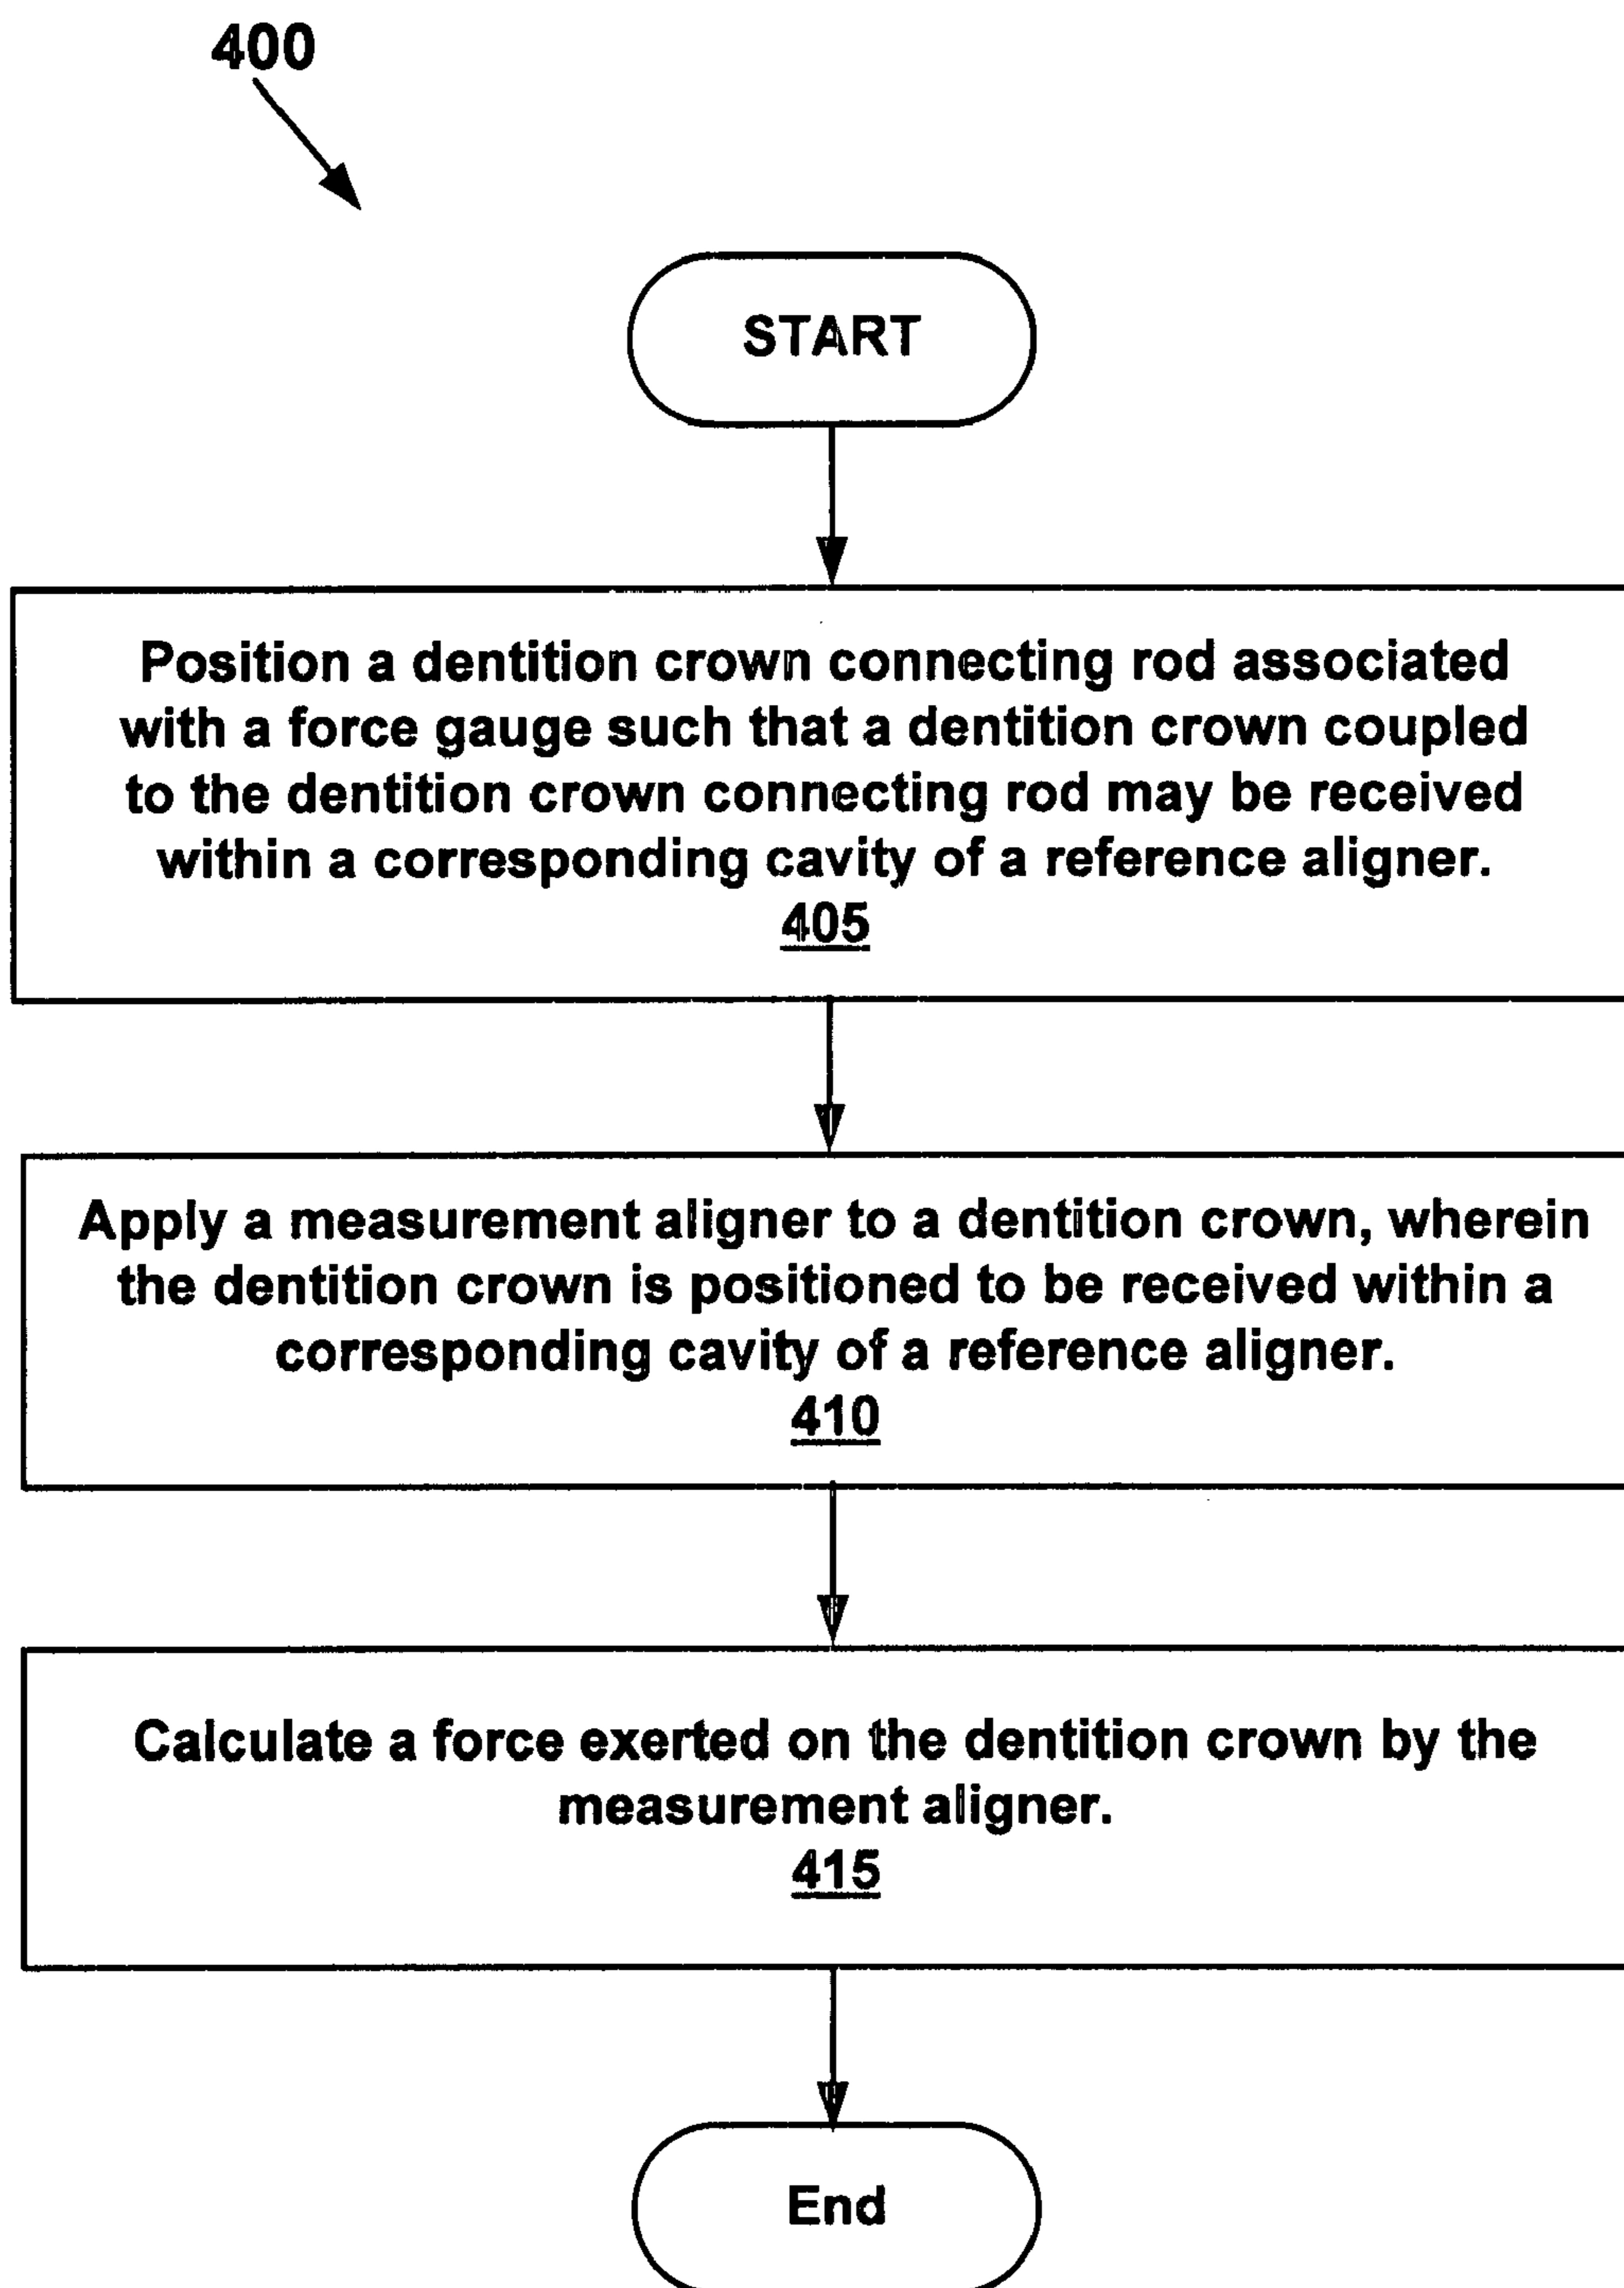 400
START
Position a dentition crown connecting rod associated
with a force gauge such that a dentition crown coupled
to the dentition crown connecting rod may be received
within a corresponding cavity of a reference aligner.
405
Apply a measurement aligner to a dentition crown, wherein
the dentition crown is positioned to be received within a
corresponding cavity of a reference aligner.
410
Calculate a force exerted on the dentition crown by the
measurement aligner.
415
End